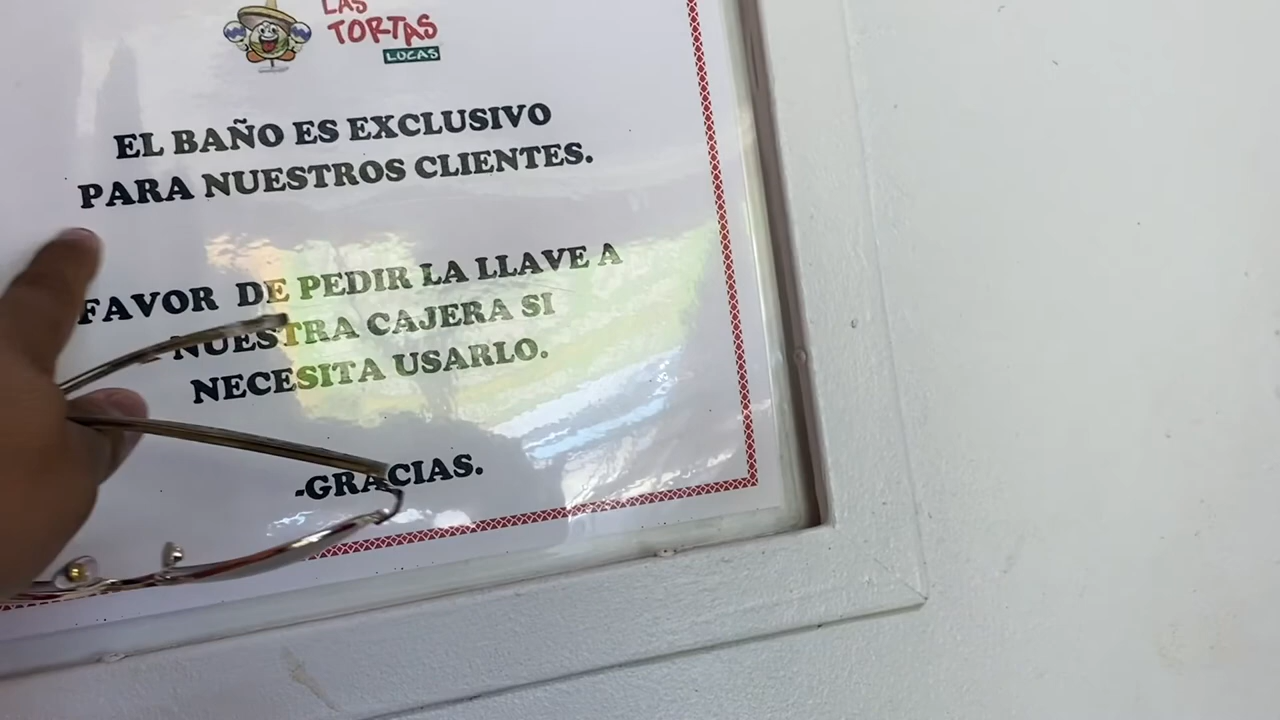 LAS
TORTAS
LUCAS
EL BAÑO ES EXCLUSIVO
PARA NUESTROS CLIENTES.
FAVOR DE PEDIR LA LLAVE A
NUESTRA CAJERA SI
NECESITA USARLO.
-GRACIAS.